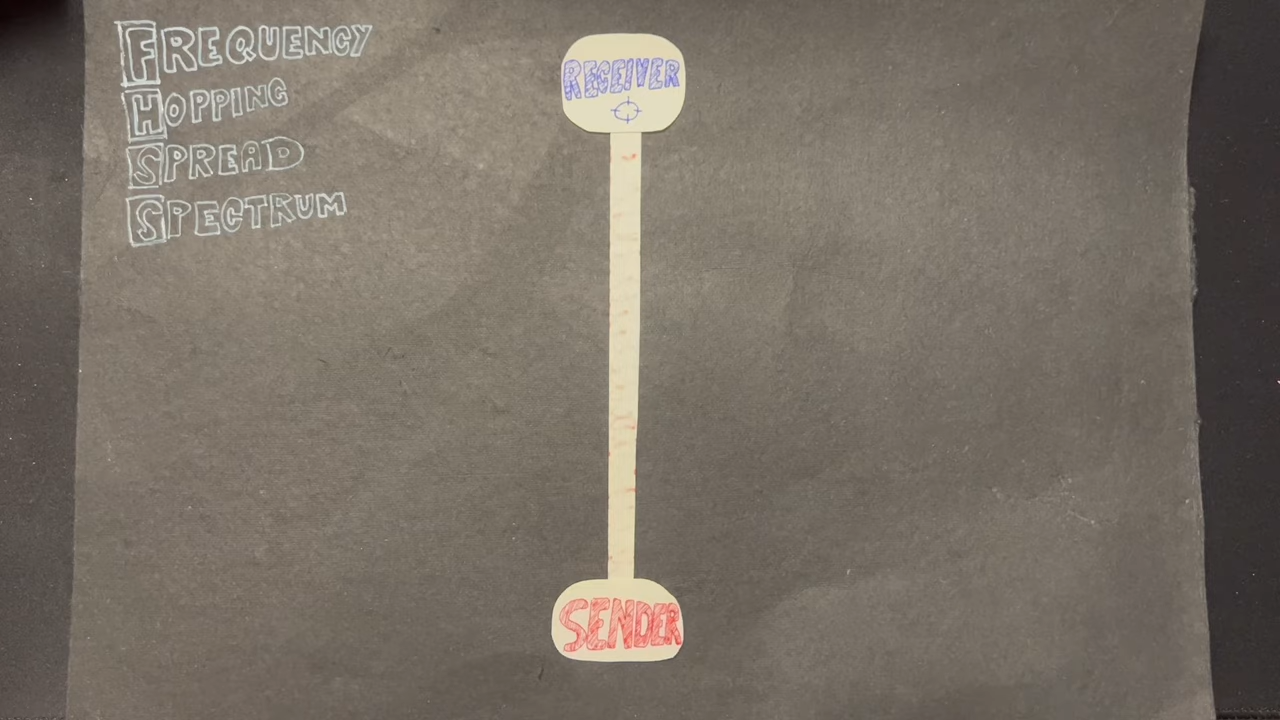 FREQUENCY
HOPPING
SPREAD
SPECTRUM
RECEIVER
SENDER